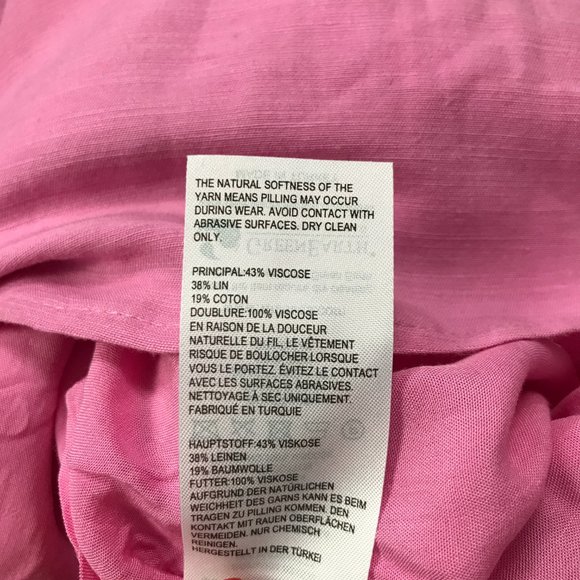 THE NATURAL SOFTNESS OF THE
YARN MEANS PILLING MAY OCCUR
DURING WEAR. AVOID CONTACT WITH
ABRASIVE SURFACES. DRY CLEAN
ONLY.
GREENEARTH®
PRINCIPAL:43% VISCOSE
38% LIN
19% COTON
DOUBLURE:100% VISCOSE
EN RAISON DE LA DOUCEUR
NATURELLE DU FIL, LE VÊTEMENT
RISQUE DE BOULOCHER LORSQUE
VOUS LE PORTEZ. ÉVITEZ LE CONTACT
AVEC LES SURFACES ABRASIVES.
NETTOYAGE À SEC UNIQUEMENT.
FABRIQUÉ EN TURQUIE
HAUPTSTOFF:43% VISKOSE
38% LEINEN
19% BAUMWOLLE
FUTTER:100% VISKOSE
AUFGRUND DER NATÜRLICHEN
WEICHHEIT DES GARNS KANN ES BEIM
TRAGEN ZU PILLING KOMMEN. DEN
KONTAKT MIT RAUEN OBERFLÄCHEN
VERMEIDEN. NUR CHEMISCH
REINIGEN.
HERGESTELLT IN DER TÜRKEI